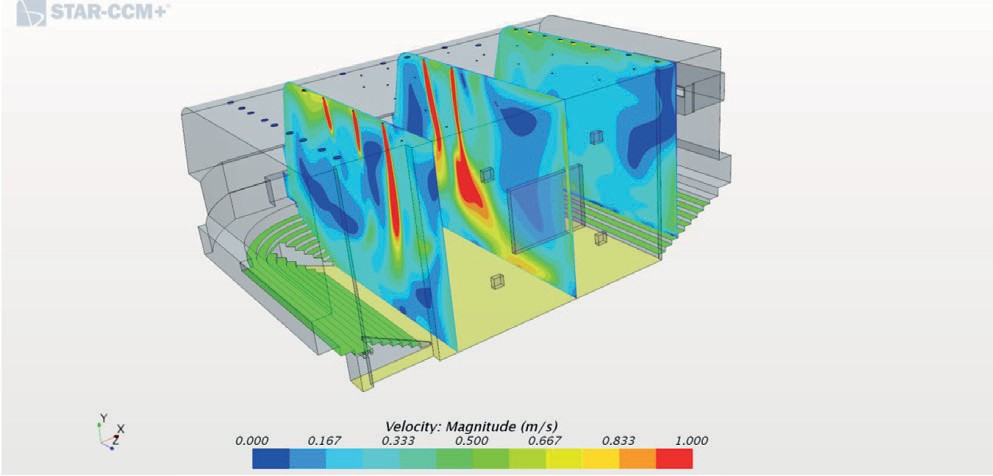 STAR-CCM+
Y
X
Z
Velocity: Magnitude (m/s)
0.000 0.167 0.333 0.500 0.667 0.833 1.000